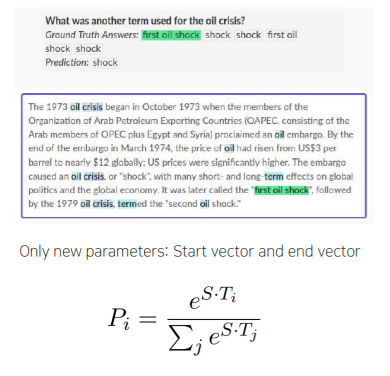 What was another term used for the oil crisis?
Ground Truth Answers: first oil shock shock shock first oil
shock shock
Prediction: shock
The 1973 oil crisis began in October 1973 when the members of the
Organization of Arab Petroleum Exporting Countries (OAPEC, consisting of the
Arab members of OPEC plus Egypt and Syria) proclaimed an oil embargo. By the
end of the embargo in March 1974, the price of oil had risen from US$3 per
barrel to nearly $12 globally; US prices were significantly higher. The embargo
caused an oil crisis, or "shock", with many short- and long-term effects on global
politics and the global economy. It was later called the "first oil shock", followed
by the 1979 oil crisis, termed the "second oil shock."
Only new parameters: Start vector and end vector
P_i = e^{S·T_i} / ∑_j e^{S·T_j}